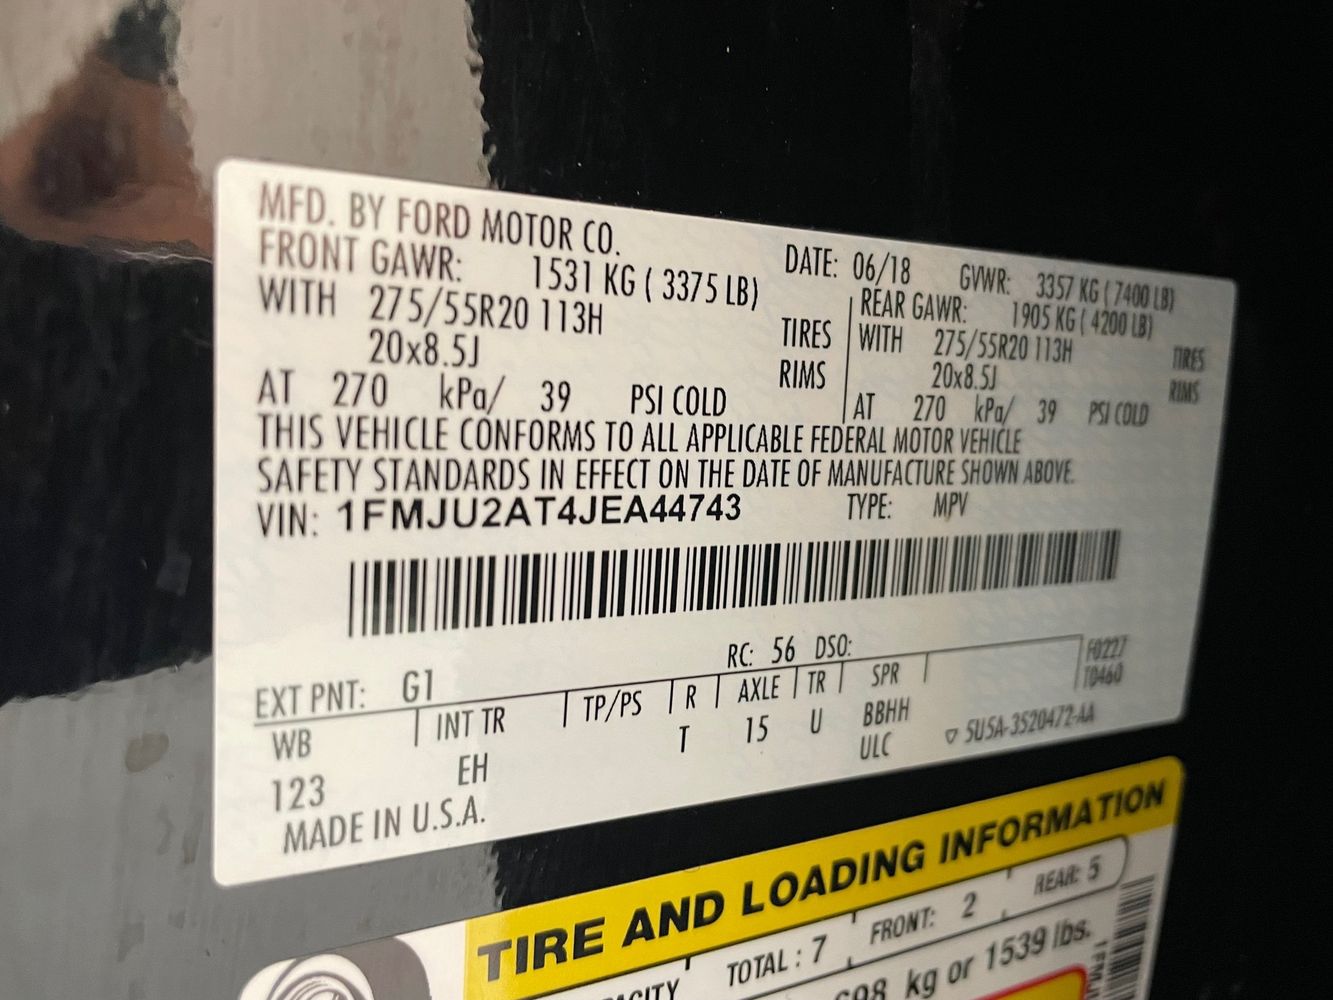 MFD. BY FORD MOTOR CO.
DATE: 06/18 GVWR: 3357 KG ( 7400 LB)
FRONT GAWR: 1531 KG ( 3375 LB)
REAR GAWR: 1905 KG ( 4200 LB)
WITH 275/55R20 113H TIRES
WITH 275/55R20 113H TIRES
20x8.5J RIMS
20x8.5J RIMS
AT 270 kPa/ 39 PSI COLD
AT 270 kPa/ 39 PSI COLD
THIS VEHICLE CONFORMS TO ALL APPLICABLE FEDERAL MOTOR VEHICLE
SAFETY STANDARDS IN EFFECT ON THE DATE OF MANUFACTURE SHOWN ABOVE.
VIN: 1FMJU2AT4JEA44743 TYPE: MPV
RC: 56 DSO: F0227
EXT PNT: G1 T0460
WB INT TR TP/PS R AXLE TR SPR
123 EH T 15 U BBHH
ULC 5U5A-3520472-AA
MADE IN U.S.A.
TIRE AND LOADING INFORMATION
TOTAL : 7 FRONT: 2 REAR: 5
kg or 1539 lbs.